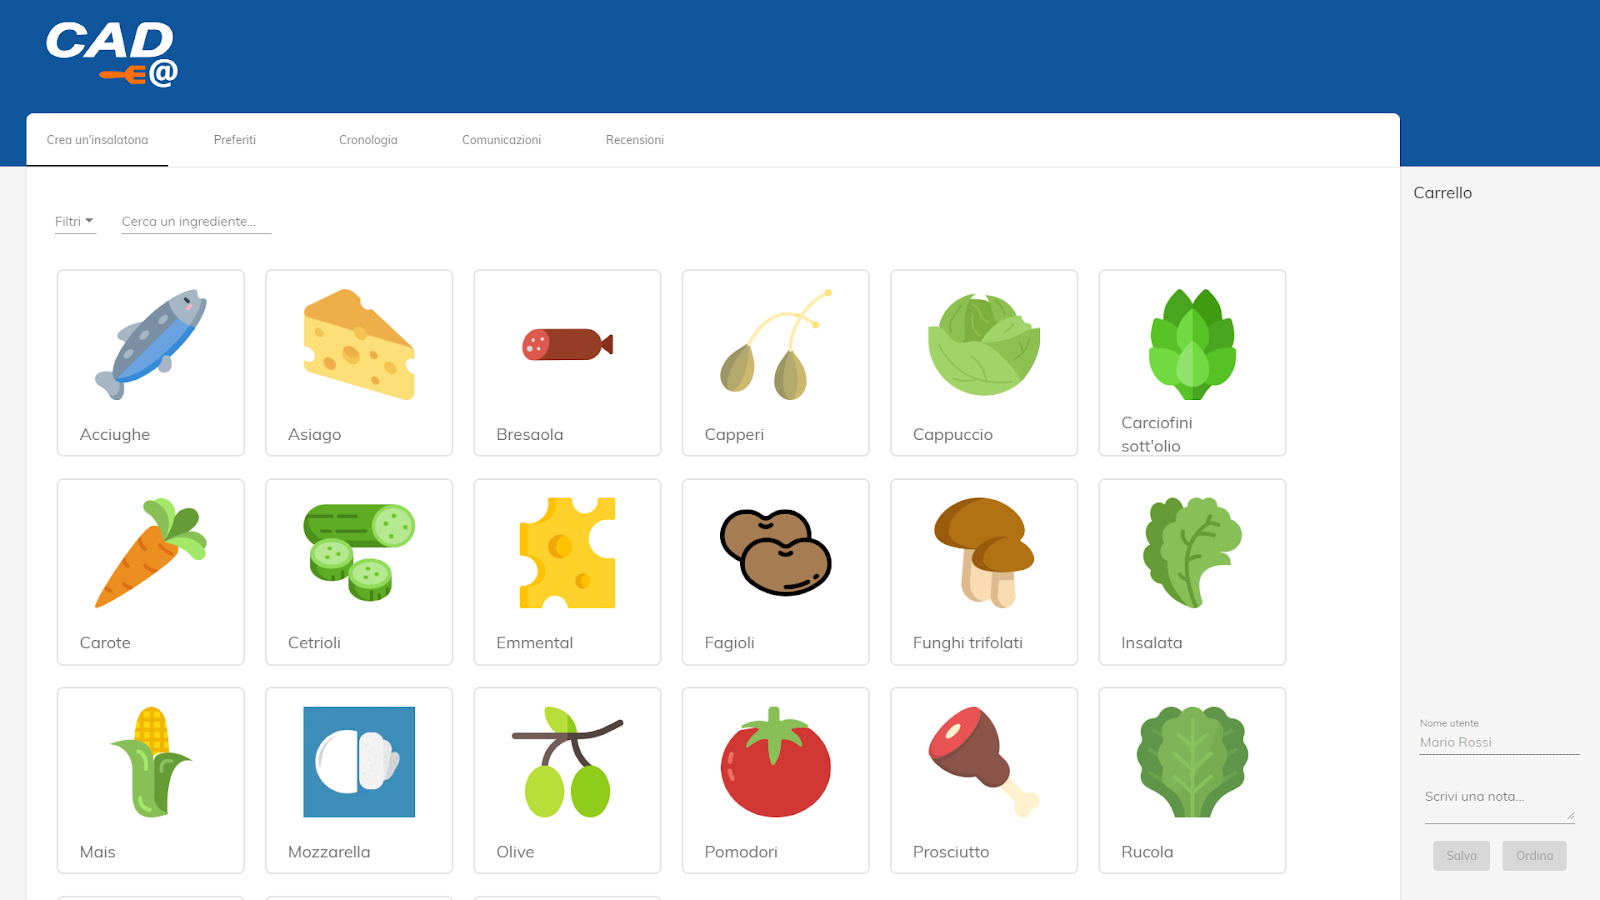 CAD
@
Crea un'insalatona
Preferiti
Cronologia
Comunicazioni
Recensioni
Carrello
Filtri
Cerca un ingrediente...
Acciughe
Asiago
Bresaola
Capperi
Cappuccio
Carciofini
sott'olio
Carote
Cetrioli
Emmental
Fagioli
Funghi trifolati
Insalata
Mais
Mozzarella
Olive
Pomodori
Prosciutto
Rucola
Nome utente
Mario Rossi
Scrivi una nota...
Salva
Ordina